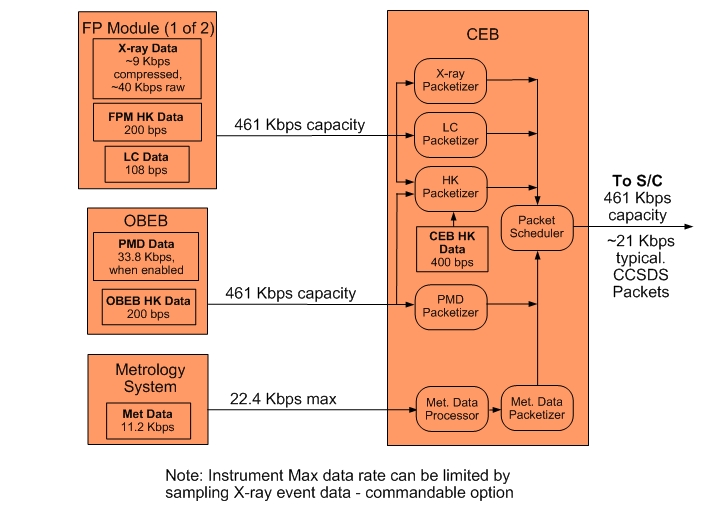 FP Module (1 of 2)
X-ray Data
~9 Kbps
compressed,
~40 Kbps raw
FPM HK Data
200 bps
LC Data
108 bps
461 Kbps capacity
OBEB
PMD Data
33.8 Kbps,
when enabled
OBEB HK Data
200 bps
461 Kbps capacity
Metrology
System
Met Data
11.2 Kbps
22.4 Kbps max
CEB
X-ray
Packetizer
LC
Packetizer
HK
Packetizer
CEB HK
Data
400 bps
PMD
Packetizer
Met. Data
Processor
Met. Data
Packetizer
Packet
Scheduler
To S/C
461 Kbps
capacity
~21 Kbps
typical.
CCSDS
Packets
Note: Instrument Max data rate can be limited by
sampling X-ray event data - commandable option